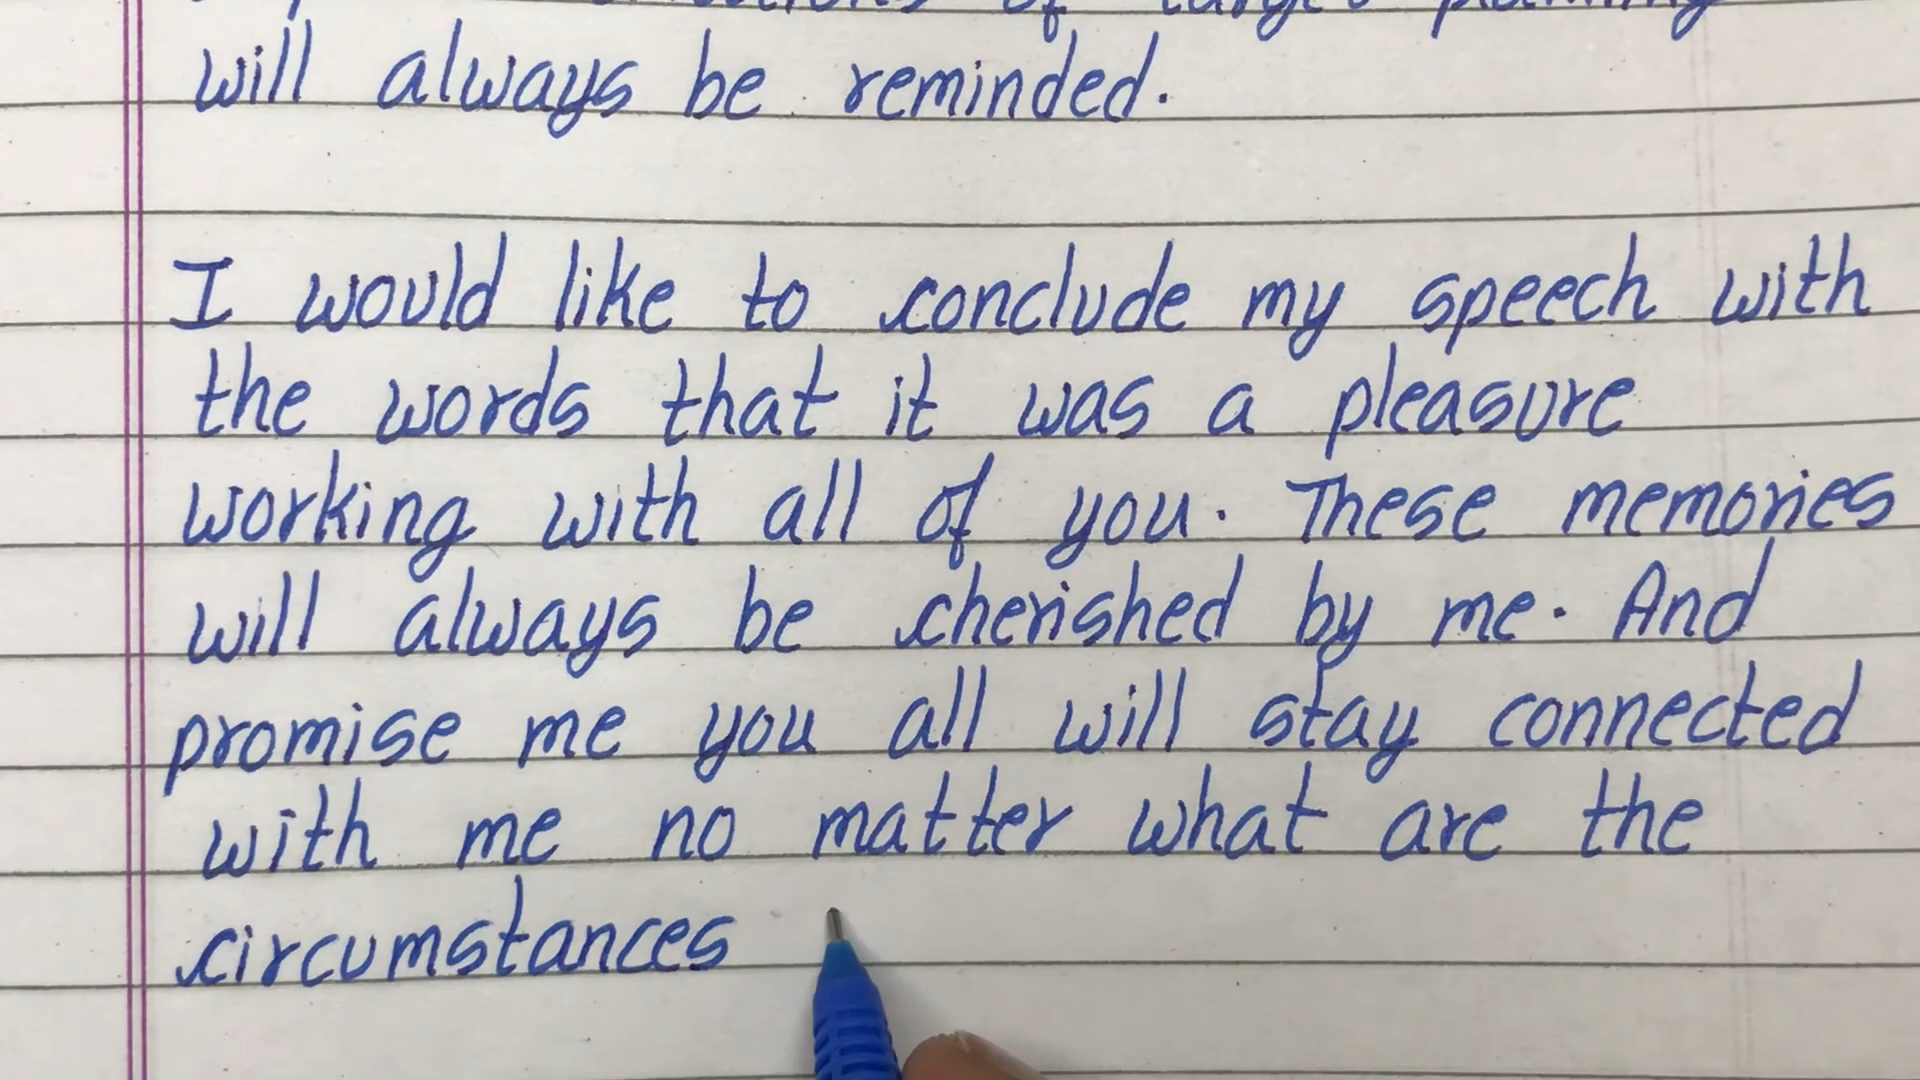 of
will always be reminded.
I would like to conclude my speech with
the words that it was a pleasure
working with all of you. These memories
will always be cherished by me. And
promise me you all will stay connected
with me no matter what are the
circumstances